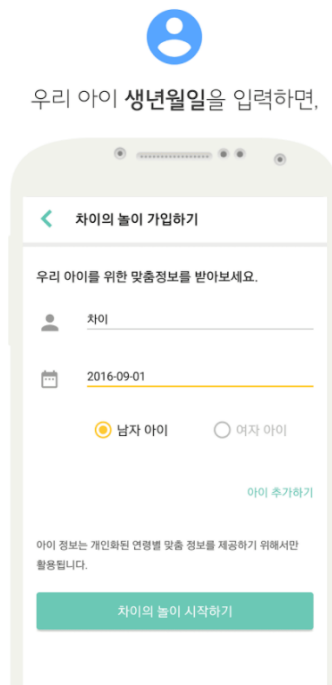 우리 아이 생년월일을 입력하면,
차이의 놀이 가입하기
우리 아이를 위한 맞춤정보를 받아보세요.
차이
2016-09-01
남자 아이
여자 아이
아이 추가하기
아이 정보는 개인화된 연령별 맞춤 정보를 제공하기 위해서만
활용됩니다.
차이의 놀이 시작하기